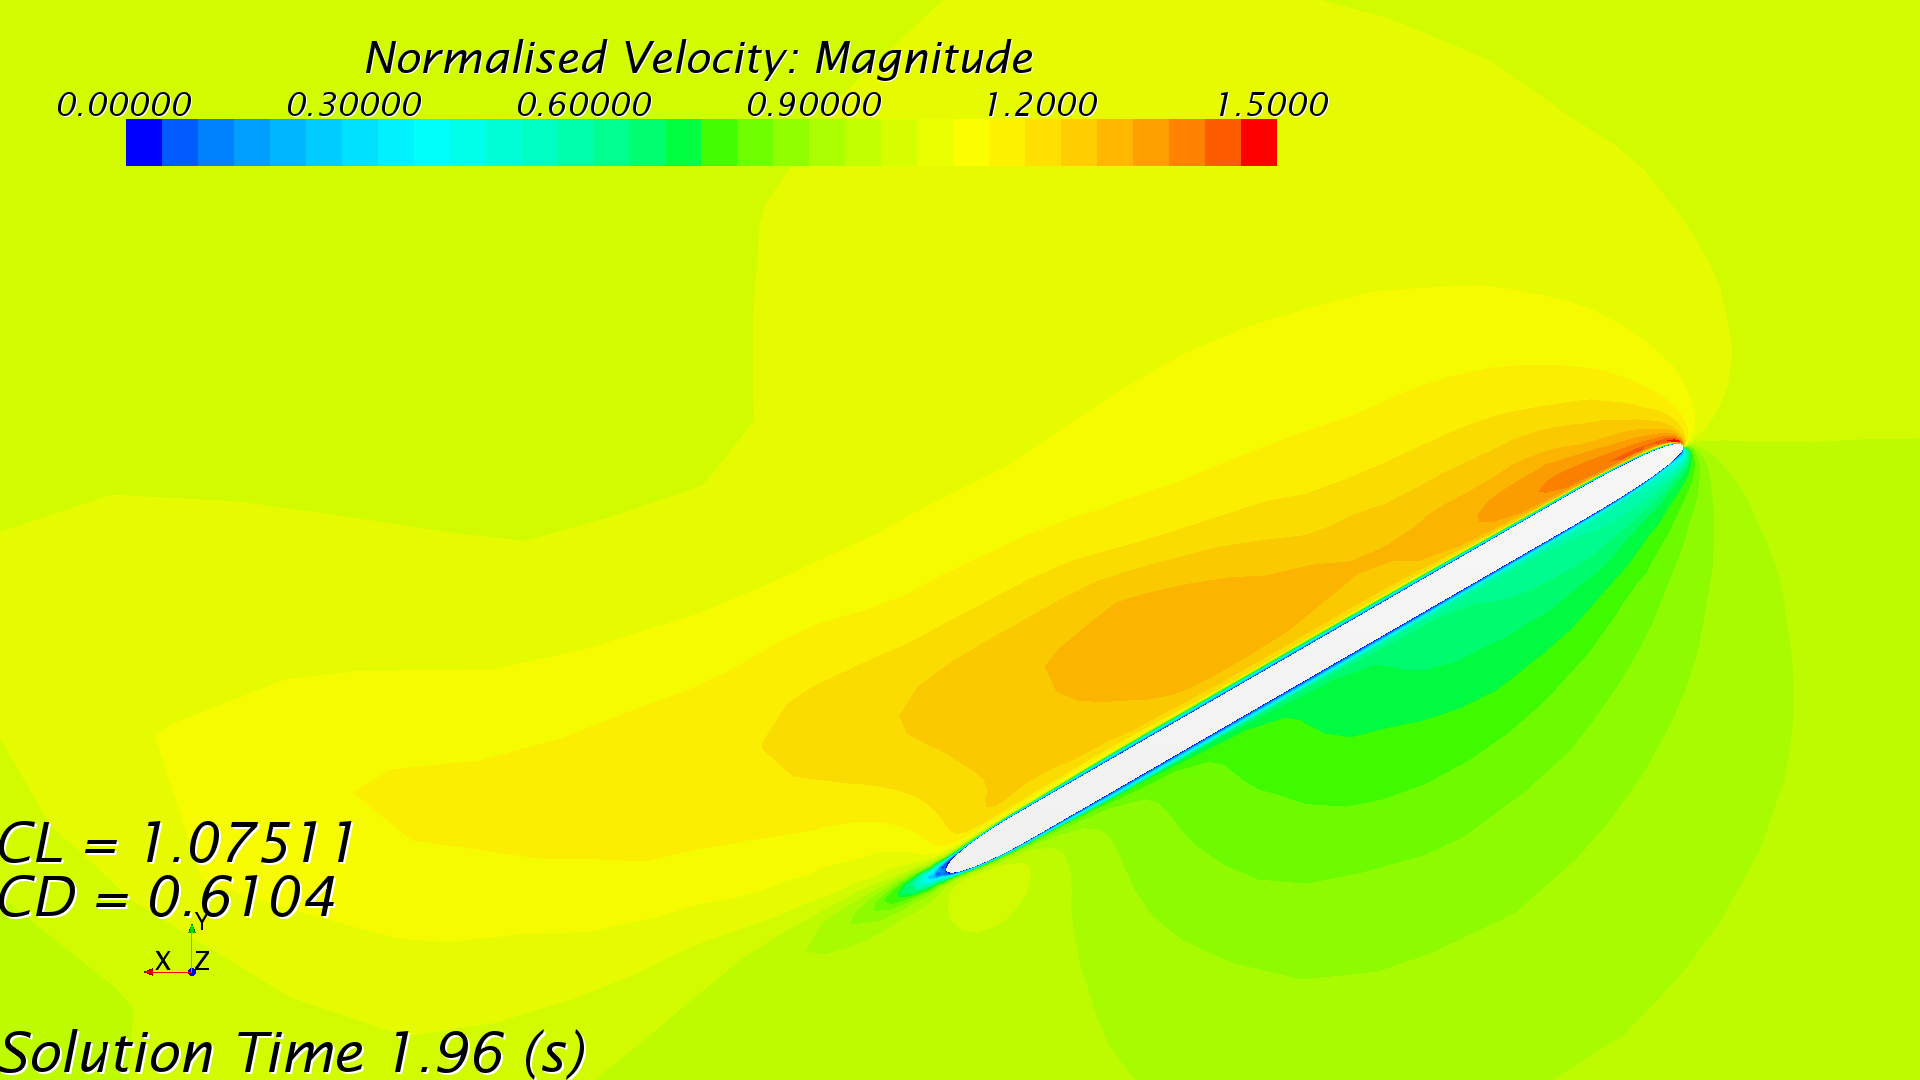 Normalised Velocity: Magnitude
0.00000 0.30000 0.60000 0.90000 1.2000 1.5000
CL = 1.07511
CD = 0.6104
Y
X Z
Solution Time 1.96 (s)